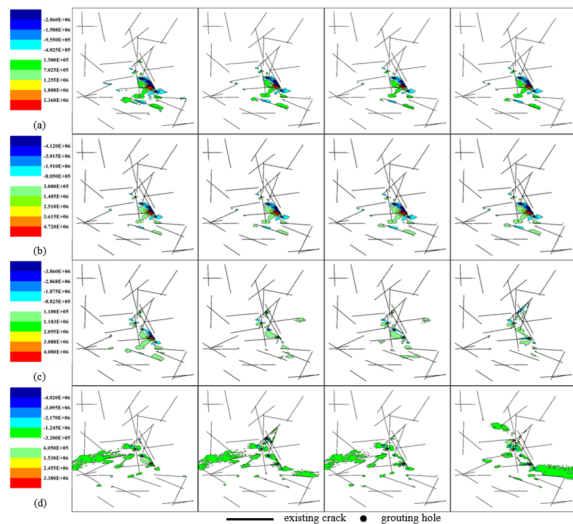 -2.060E+06
-1.508E+06
-9.550E+05
-4.025E+05
1.500E+05
7.025E+05
1.255E+06
1.808E+06
2.360E+06
(a)
-4.120E+06
-3.015E+06
-1.910E+06
-8.050E+05
3.000E+05
1.405E+06
2.510E+06
3.615E+06
4.720E+06
(b)
-3.860E+06
-2.868E+06
-1.875E+06
-8.825E+05
1.100E+05
1.103E+06
2.095E+06
3.088E+06
4.080E+06
(c)
-4.020E+06
-3.095E+06
-2.170E+06
-1.245E+06
-3.200E+05
6.050E+05
1.530E+06
2.455E+06
3.380E+06
(d)
existing crack
grouting hole